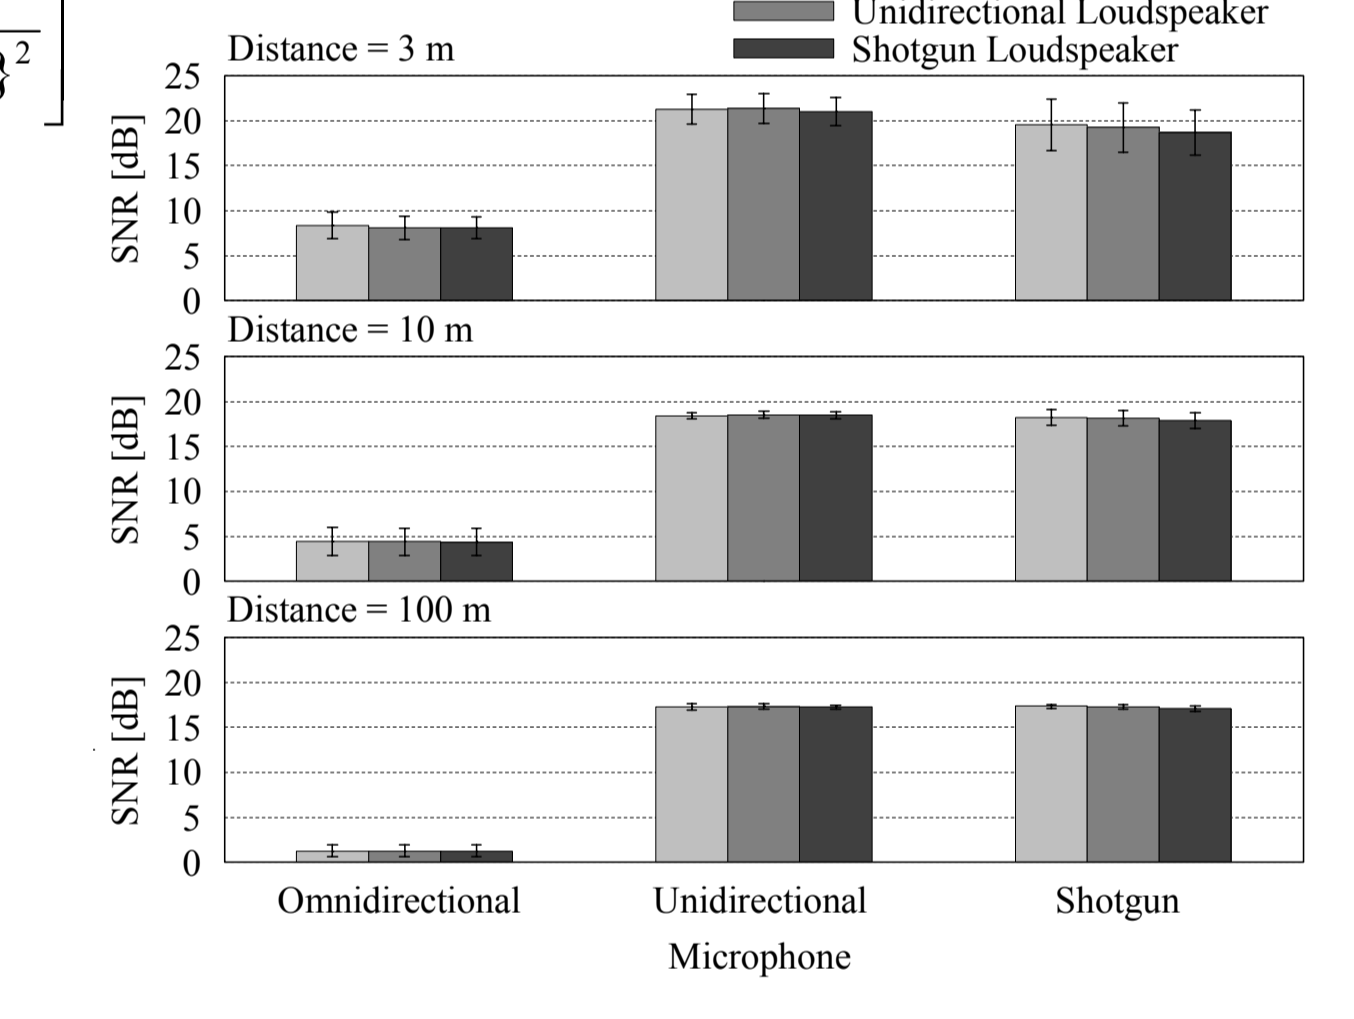 } 2
Unidirectional Loudspeaker
Shotgun Loudspeaker
Distance = 3 m
SNR [dB]
25
20
15
10
5
0
Distance = 10 m
SNR [dB]
25
20
15
10
5
0
Distance = 100 m
SNR [dB]
25
20
15
10
5
0
Omnidirectional Unidirectional Shotgun
Microphone